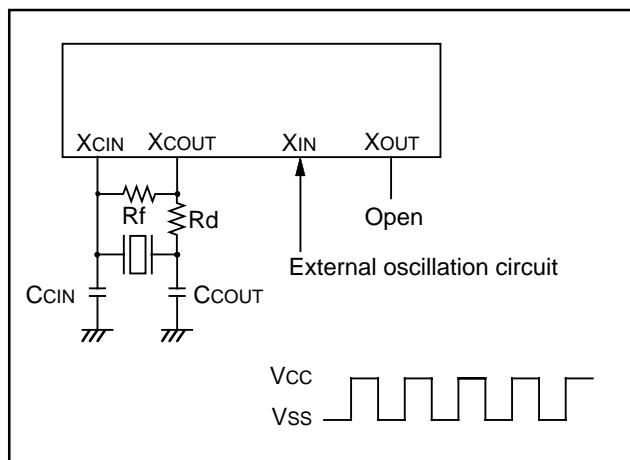 XCIN XCOUT XIN XOUT
Rf
Rd
Open
External oscillation circuit
CCIN
CCOUT
VCC
VSS